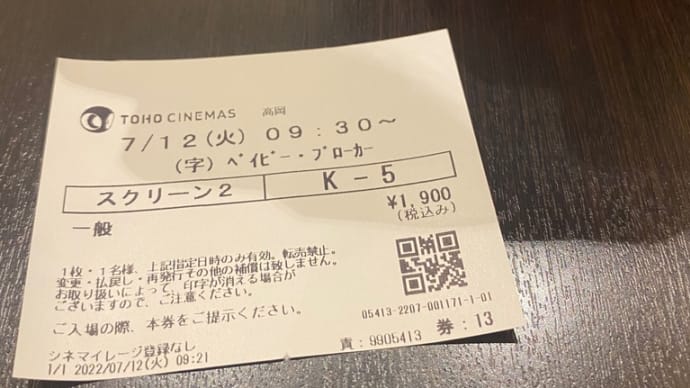 TOHO CINEMAS 高岡
7/12(火) 09:30~
(字) ベイビー・ブローカー
スクリーン2 K-5
¥1,900
(税込み)
一般
1枚・1名様、上記指定日時のみ有効。転売禁止。
変更・払戻し・再発行その他の補償は致しません。
お取り扱いによって、印字が消える場合が
ございますので、ご注意ください。
ご入場の際、本券をご提示ください。
05413-2207-001171-1-01
シネマイレージ登録なし
責:9905413 券:13
1/1 2022/07/12(火) 09:21